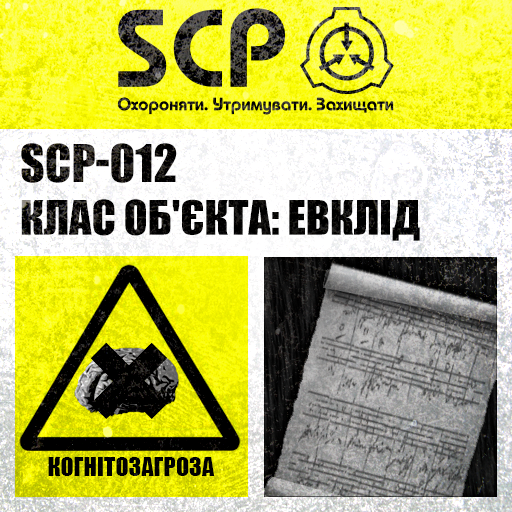 SCP
Охороняти. Утримувати. Захищати
SCP-012
КЛАС ОБ'ЄКТА: ЕВКЛІД
КОГНІТОЗАГРОЗА